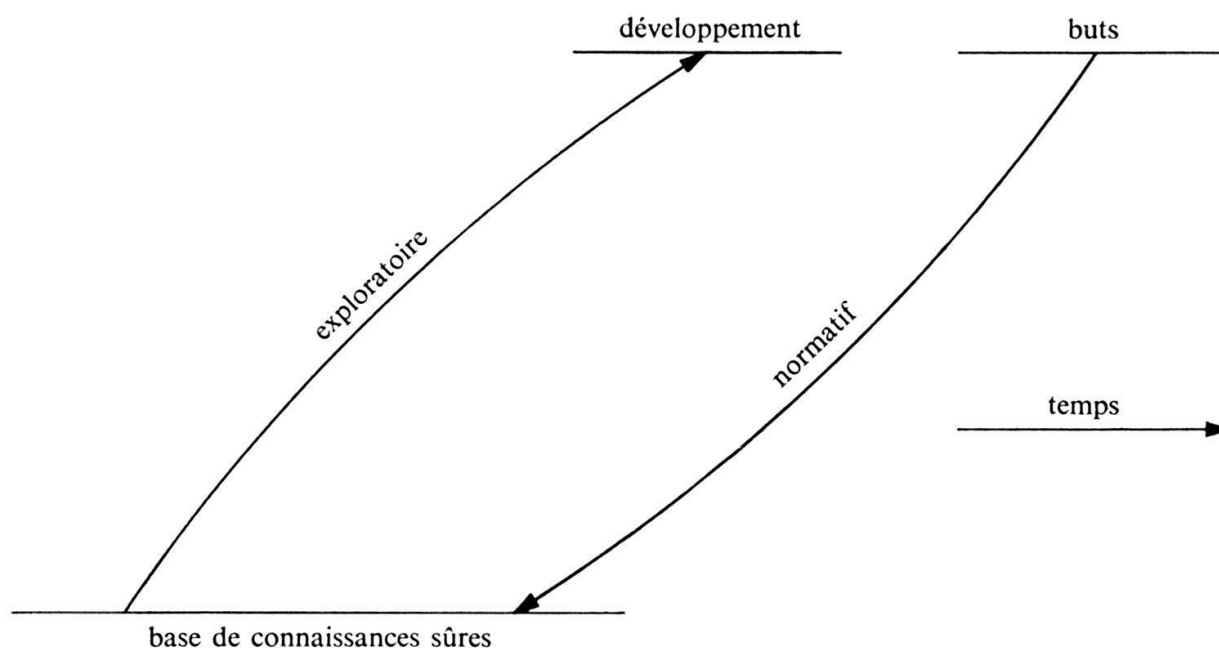 développement
buts
exploratoire
normatif
temps
base de connaissances sûres